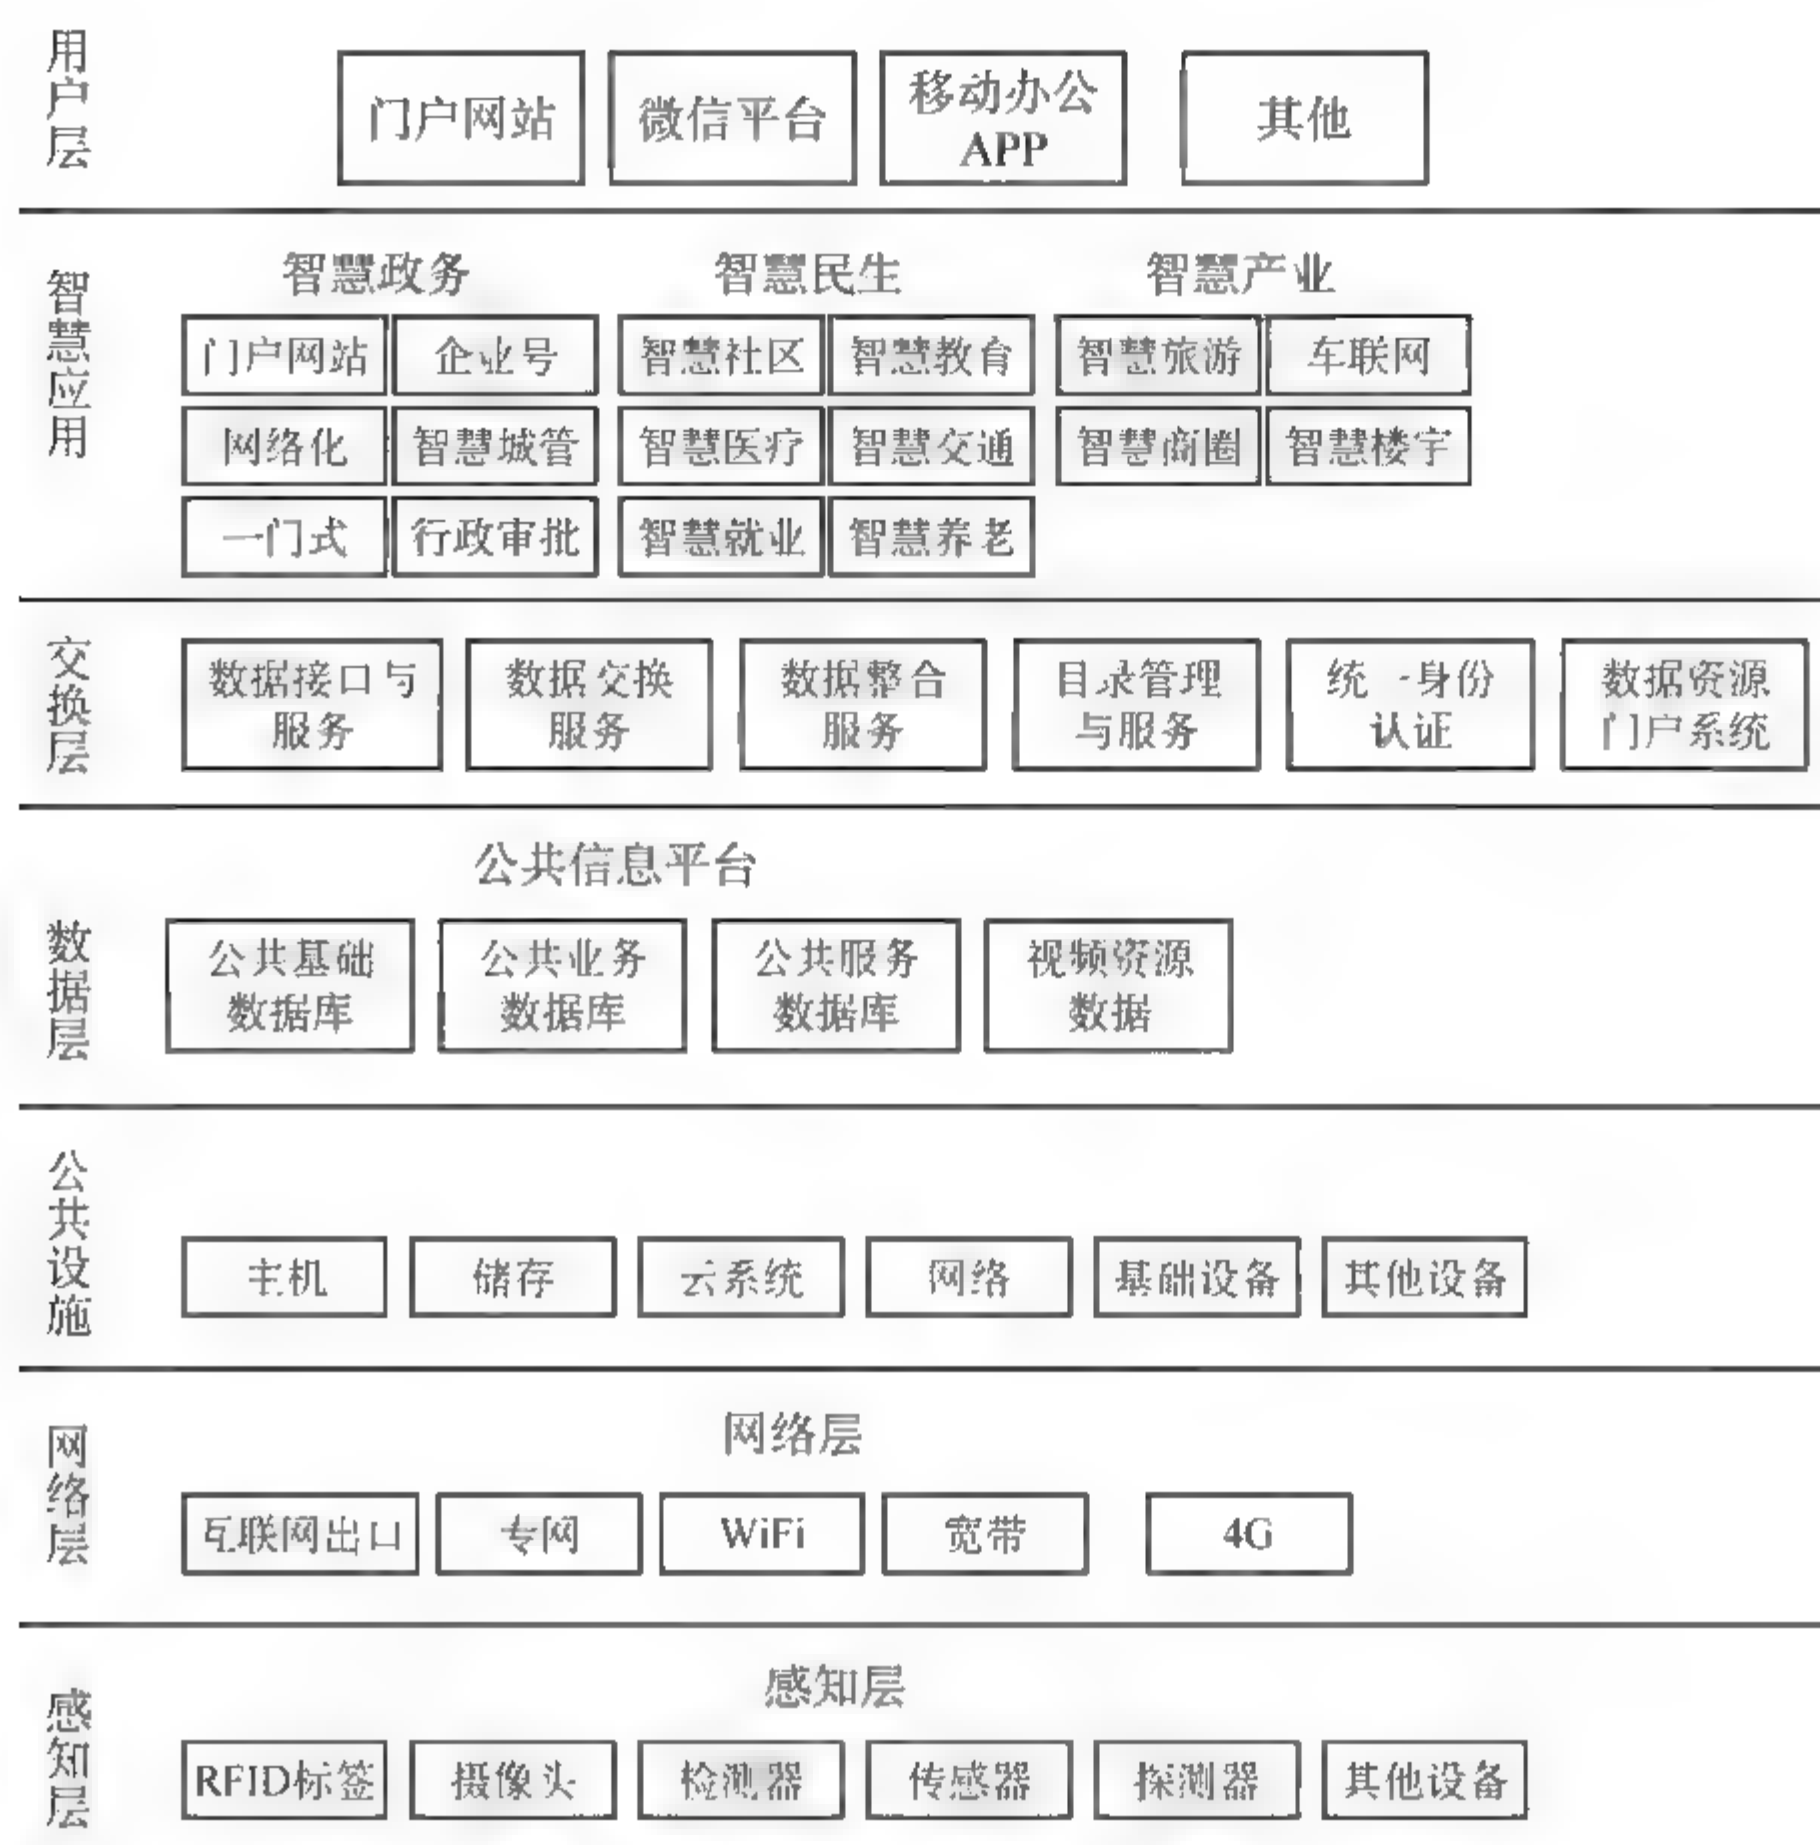 用户层
门户网站
微信平台
移动办公
APP
其他
智慧应用
智慧政务
智慧民生
智慧产业
门户网站
企业号
智慧社区
智慧教育
智慧旅游
车联网
网络化
智慧城管
智慧医疗
智慧交通
智慧商圈
智慧楼宇
一门式
行政审批
智慧就业
智慧养老
交换层
数据接口与
服务
数据交换
服务
数据整合
服务
目录管理
与服务
统一身份
认证
数据资源
门户系统
公共信息平台
数据层
公共基础
数据库
公共业务
数据库
公共服务
数据库
视频资源
数据
公共设施
主机
储存
云系统
网络
基础设备
其他设备
网络层
网络层
互联网出口
专网
WiFi
宽带
4G
感知层
感知层
RFID标签
摄像头
检测器
传感器
探测器
其他设备